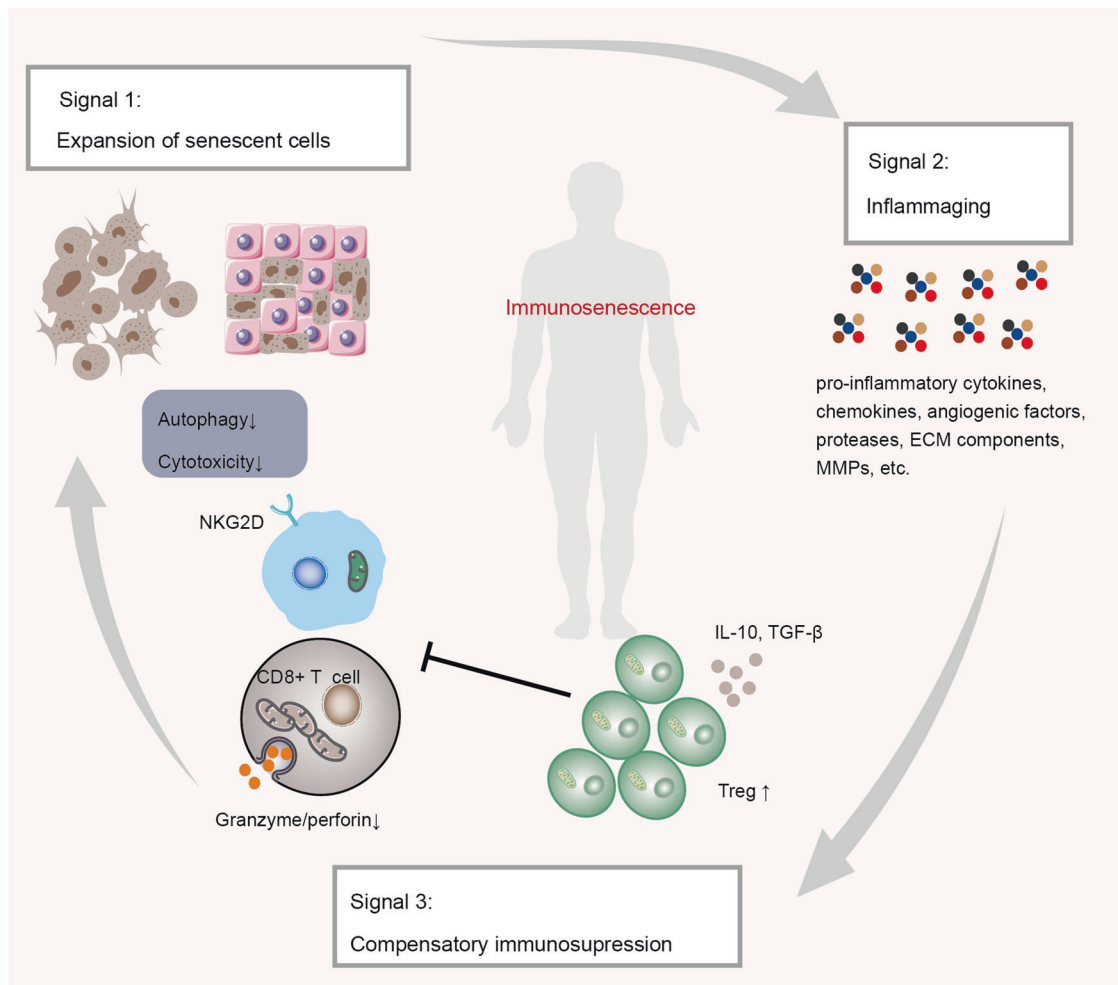 Signal 1:
Expansion of senescent cells
Signal 2:
Inflammaging
Immunosenescence
pro-inflammatory cytokines,
chemokines, angiogenic factors,
proteases, ECM components,
MMPs, etc.
Autophagy↓
Cytotoxicity↓
NKG2D
IL-10, TGF-β
CD8+ T cell
Treg ↑
Granzyme/perforin↓
Signal 3:
Compensatory immunosupression